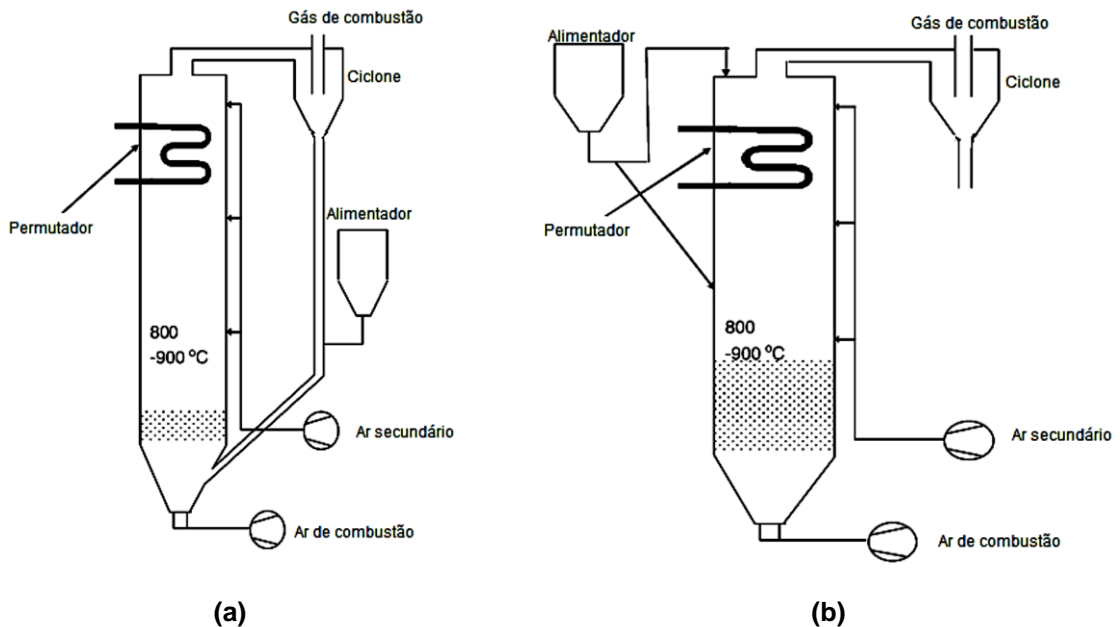 Gás de combustão
Ciclone
Alimentador
Permutador
800
-900 ºC
Ar secundário
Ar de combustão
(a)
Alimentador
Gás de combustão
Ciclone
Permutador
800
-900 ºC
Ar secundário
Ar de combustão
(b)